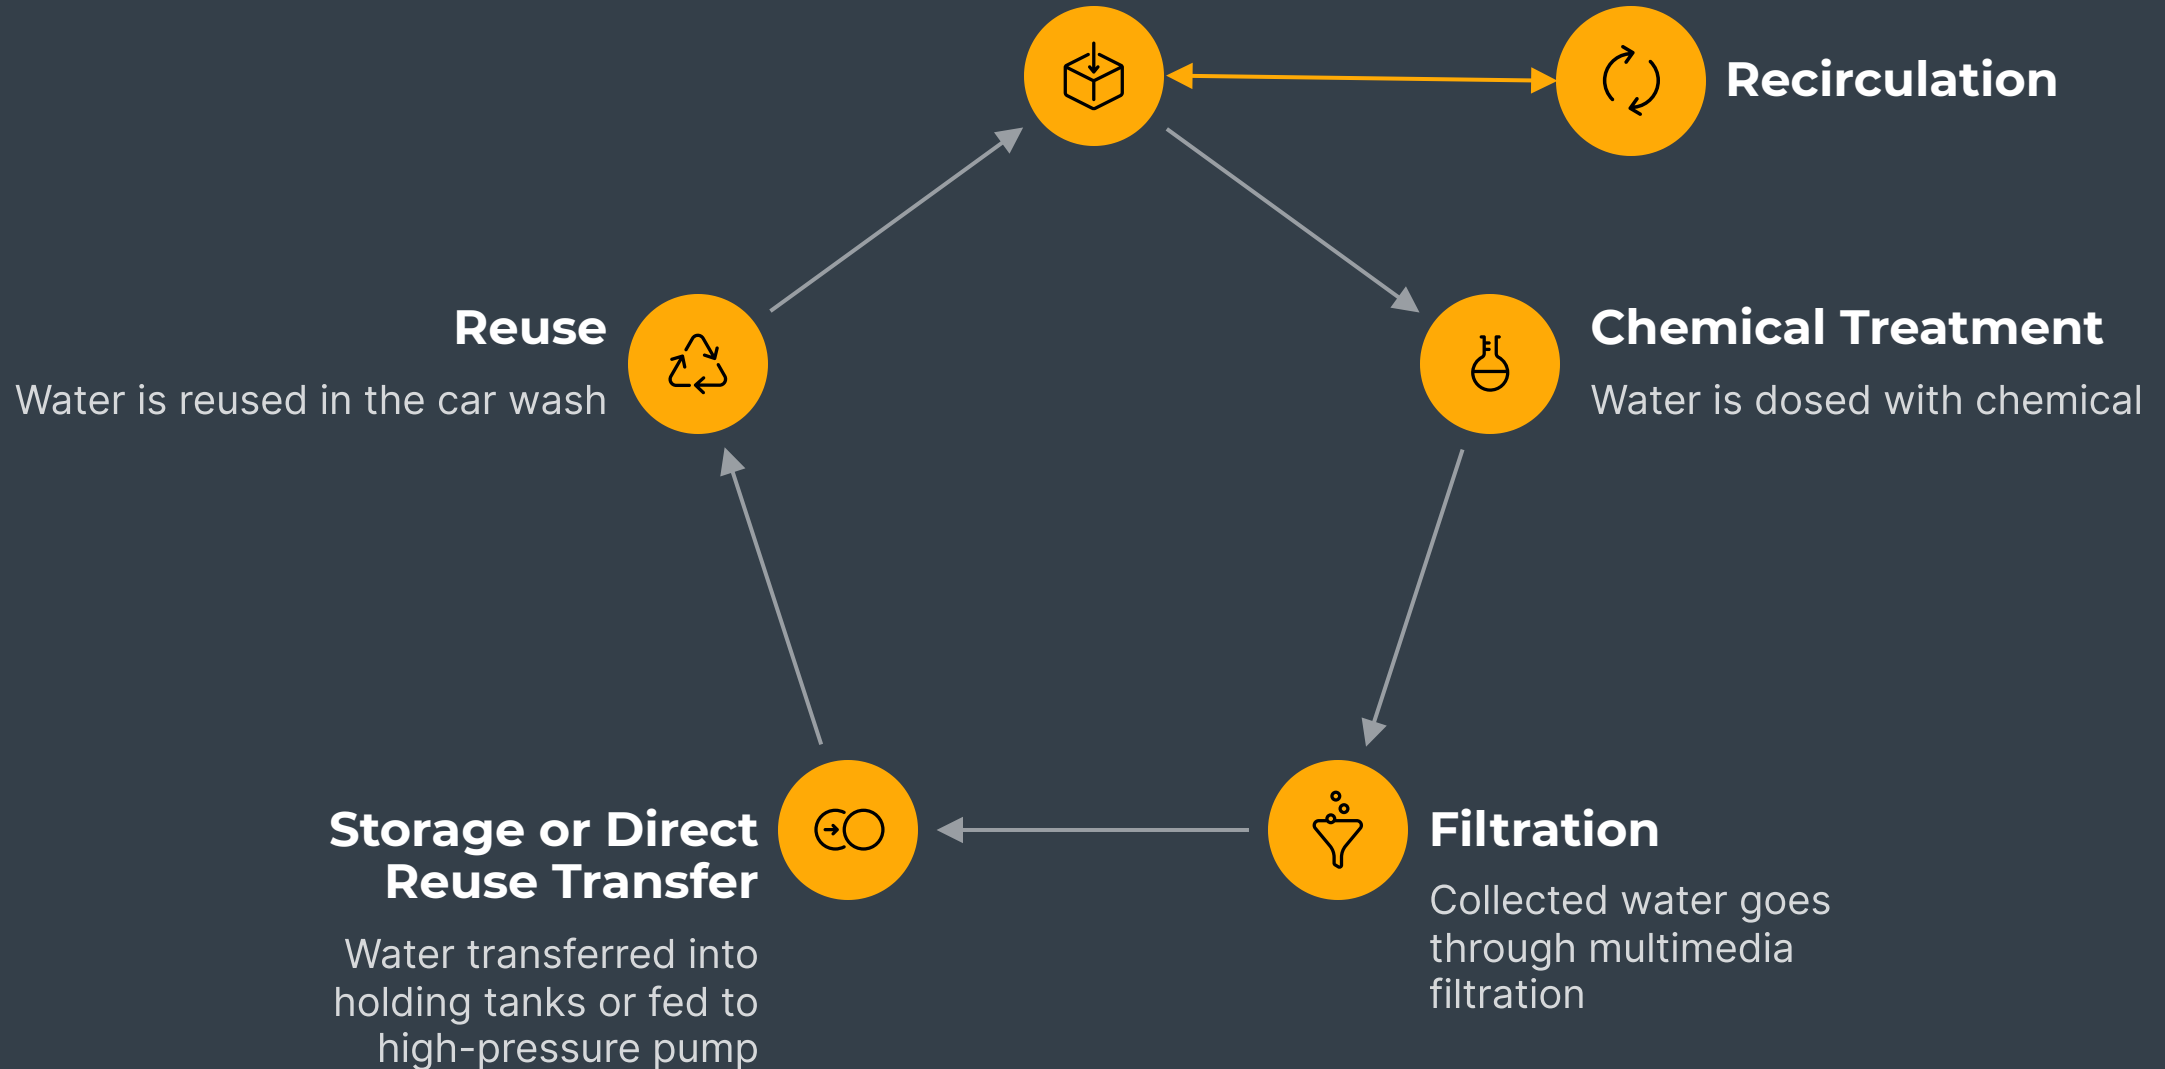 Recirculation
Reuse
Water is reused in the car wash
Chemical Treatment
Water is dosed with chemical
Storage or Direct
Reuse Transfer
Water transferred into
holding tanks or fed to
high-pressure pump
Filtration
Collected water goes
through multimedia
filtration